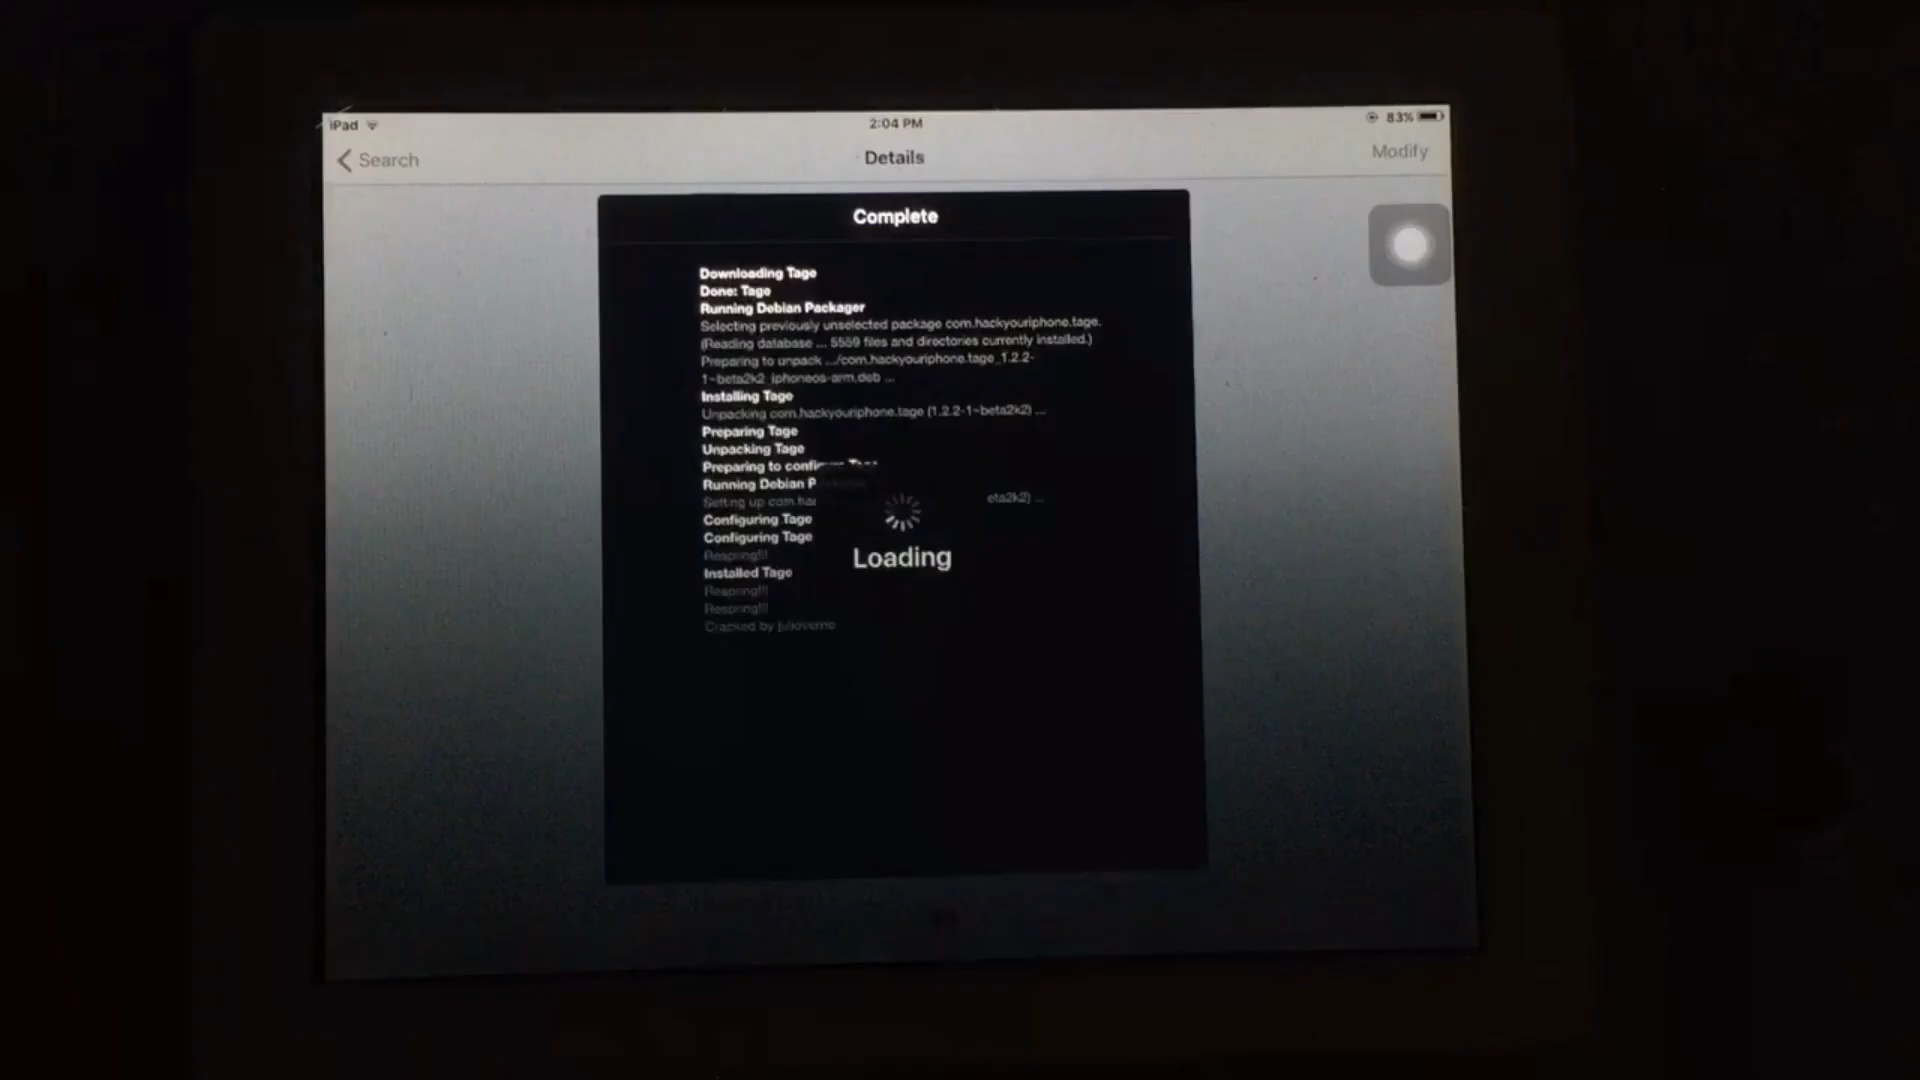 iPad
2:04 PM
83%
Search
Details
Modify
Complete
Downloading Tage
Done: Tage
Running Debian Packager
Selecting previously unselected package com.hackyouriphone.tage.
(Reading database ... 5559 files and directories currently installed.)
Preparing to unpack .../com.hackyouriphone.tage_1.2.2-
1~beta2k2_iphoneos-arm.deb ...
Installing Tage
Unpacking com.hackyouriphone.tage (1.2.2-1~beta2k2) ...
Preparing Tage
Unpacking Tage
Preparing to configure Tage
Running Debian P
Setting up com.hac eta2k2) ...
Configuring Tage
Configuring Tage
Respring!!!
Installed Tage
Respring!!!
Respring!!!
Cracked by julioverne
Loading